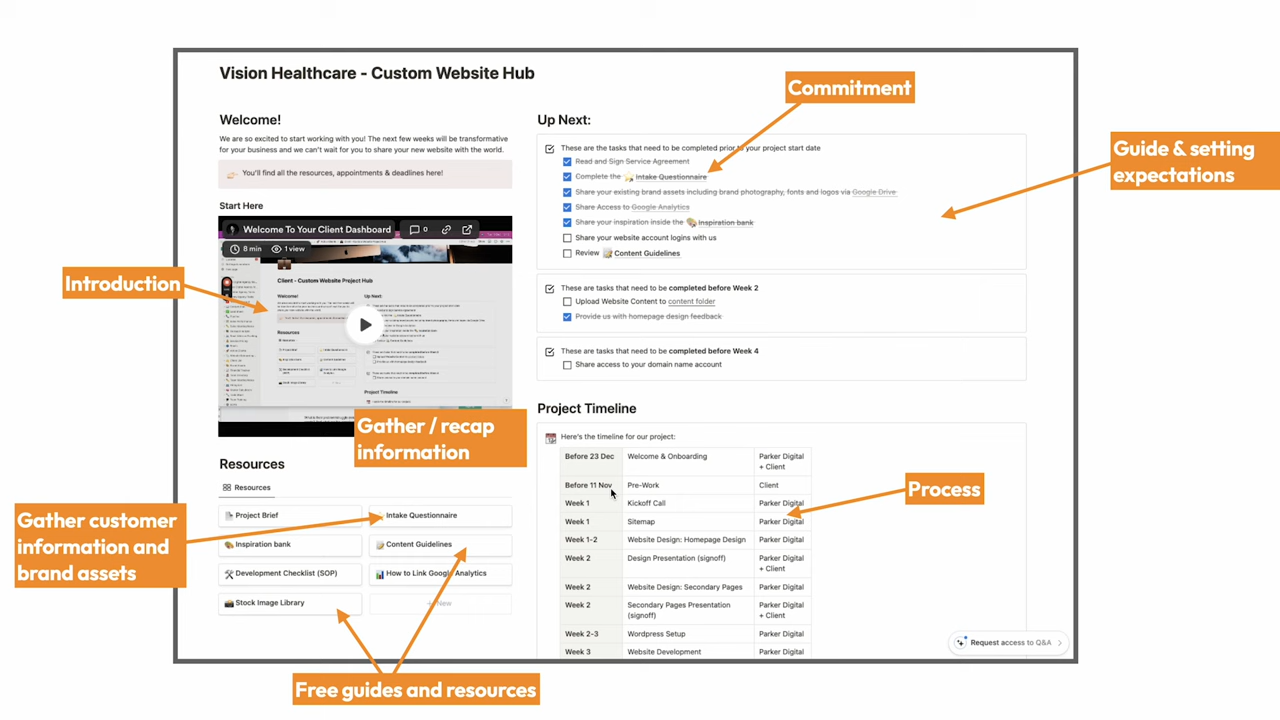 Vision Healthcare - Custom Website Hub
Commitment
Guide & setting
expectations
Introduction
Gather / recap
information
Gather customer
information and
brand assets
Free guides and resources
Process
Welcome!
We are so excited to start working with you! The next few weeks will be transformative
for your business and we can't wait for you to share your new website with the world.
You'll find all the resources, appointments & deadlines here!
Start Here
Welcome To Your Client Dashboard
0
8 min
1 view
Client - Custom Website Project Hub
Welcome!
Up Next:
Resources
Project Timeline
Resources
Resources
Project Brief
Intake Questionnaire
Inspiration bank
Content Guidelines
Development Checklist (SOP)
How to Link Google Analytics
Stock Image Library
+ New
Up Next:
These are the tasks that need to be completed prior to your project start date
Read and Sign Service Agreement
Complete the Intake Questionnaire
Share your existing brand assets including brand photography, fonts and logos via Google Drive
Share Access to Google Analytics
Share your inspiration inside the Inspiration bank
Share your website account logins with us
Review Content Guidelines
These are tasks that need to be completed before Week 2
Upload Website Content to content folder
Provide us with homepage design feedback
These are tasks that need to be completed before Week 4
Share access to your domain name account
Project Timeline
Here's the timeline for our project:
Before 23 Dec Welcome & Onboarding Parker Digital
+ Client
Before 11 Nov Pre-Work Client
Week 1 Kickoff Call Parker Digital
Week 1 Sitemap Parker Digital
Week 1-2 Website Design: Homepage Design Parker Digital
Week 2 Design Presentation (signoff) Parker Digital
+ Client
Week 2 Website Design: Secondary Pages Parker Digital
Week 2 Secondary Pages Presentation Parker Digital
(signoff) + Client
Week 2-3 Wordpress Setup Parker Digital
Week 3 Website Development Parker Digital
Request access to Q&A